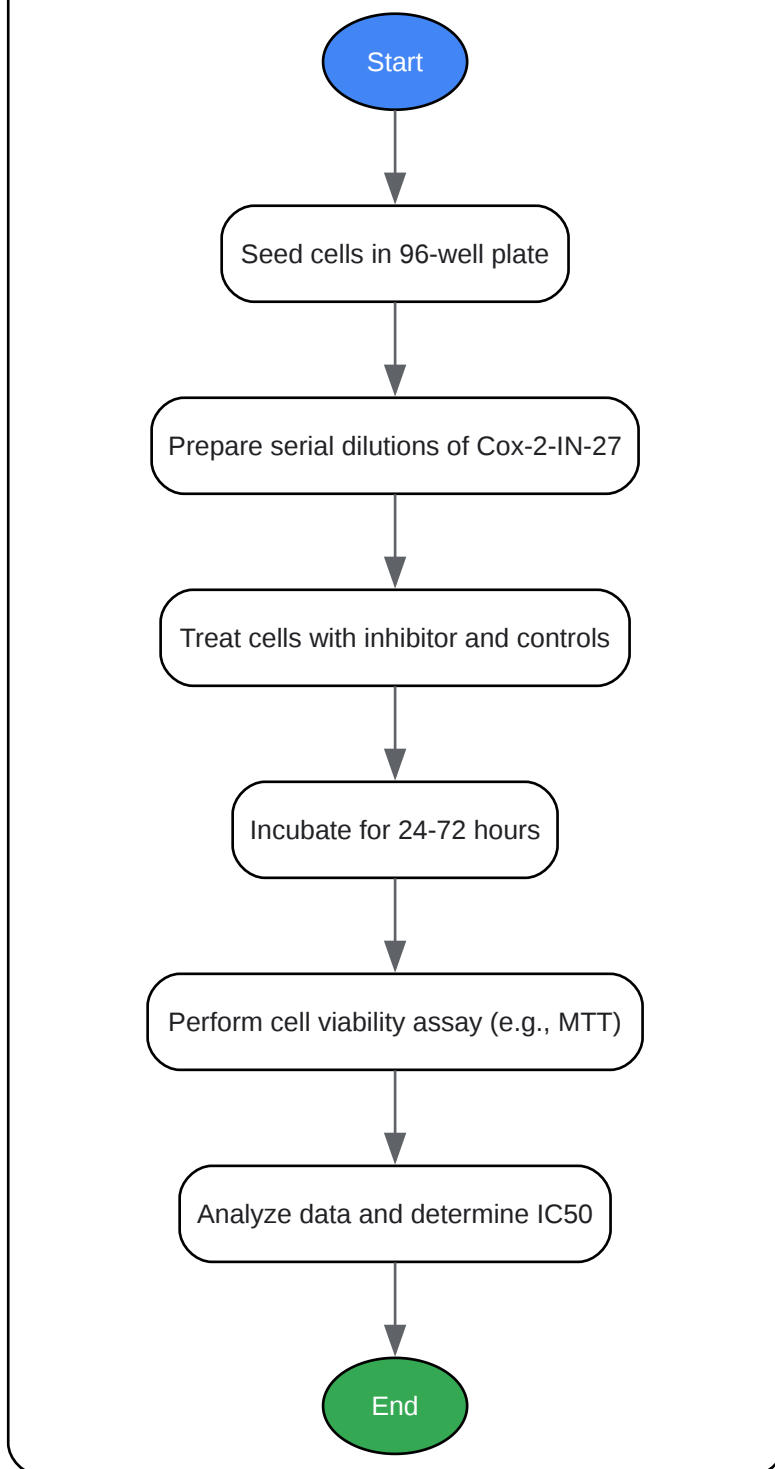 Start
Seed cells in 96-well plate
Prepare serial dilutions of Cox-2-IN-27
Treat cells with inhibitor and controls
Incubate for 24-72 hours
Perform cell viability assay (e.g., MTT)
Analyze data and determine IC50
End